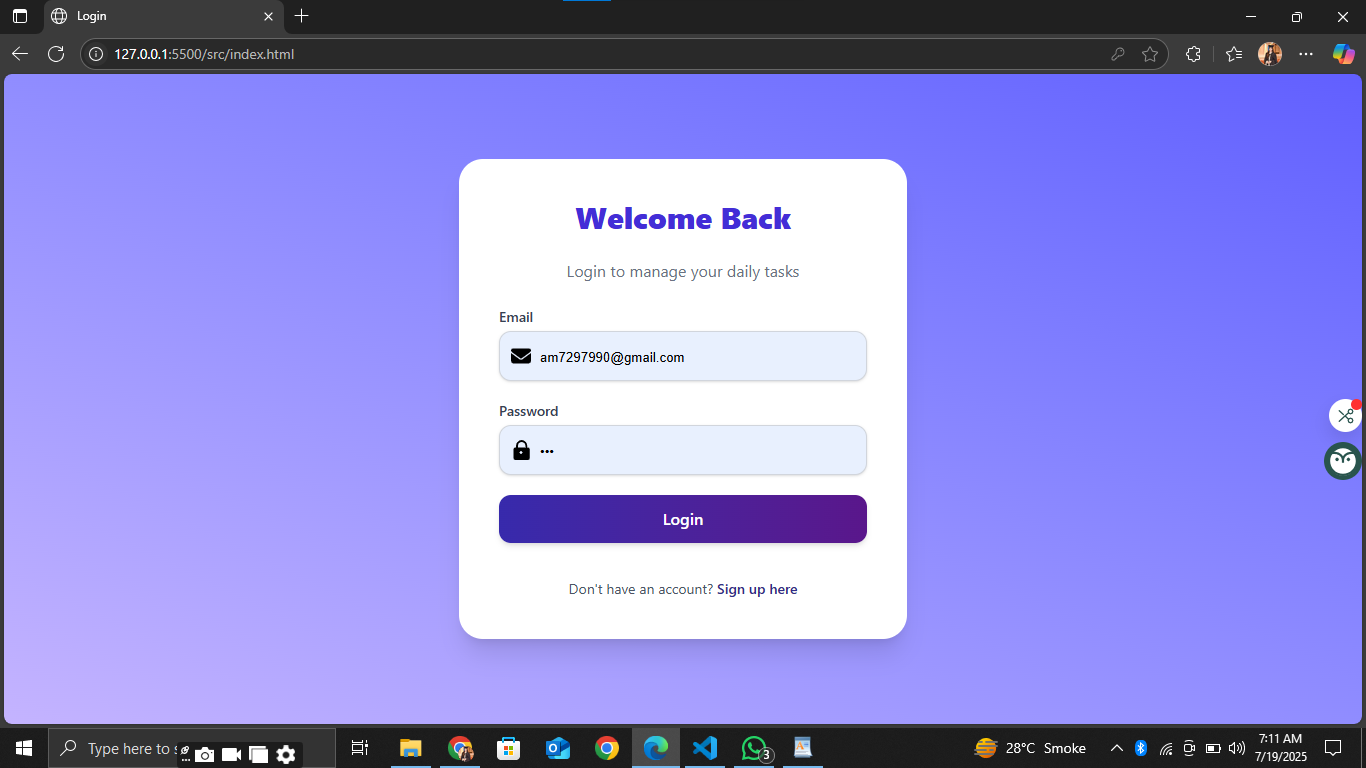 Login
127.0.0.1:5500/src/index.html
Welcome Back
Login to manage your daily tasks
Email
am7297990@gmail.com
Password
•••
Login
Don't have an account? Sign up here
Type here to s
3
28°C Smoke
7:11 AM
7/19/2025